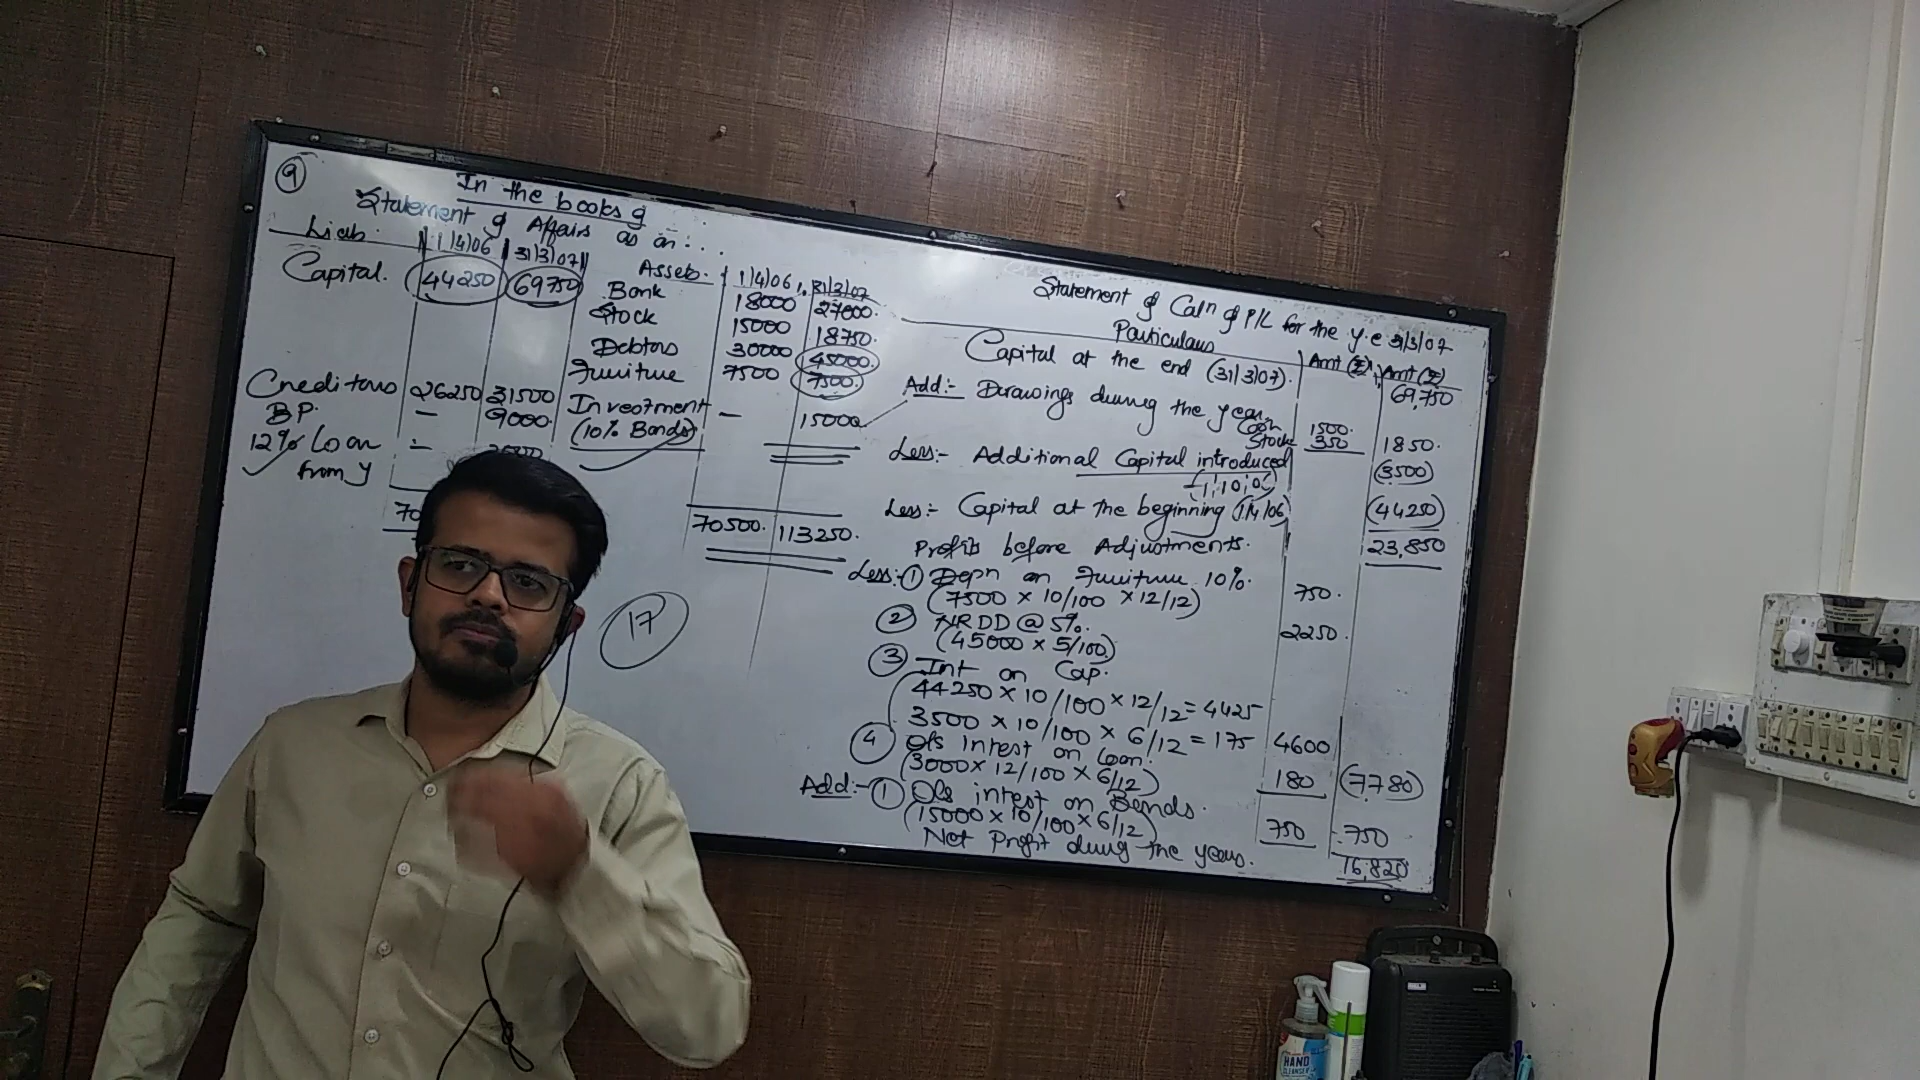 9
In the books of
Statement of Affairs as on:..
Liab. 1/4/06 31/3/07 Assets. 1/4/06 31/3/07
Capital. 44250 69750 Bank 18000 27000.
Stock 15000 18750.
Debtors 30000 45000.
Furniture 7500 7500.
Creditors 26250 31500 Investment - 15000
BP. - 9000. (10% Bonds)
12% Loan -
from Y
70
70500. 113250.
17
Statement of Caln of P/L for the y.e 31/3/07
Particulars Amt (₹) Amt (₹)
Capital at the end (31/3/07). 69,750
Add:- Drawings during the year
Cash 1500.
Stock 350 1850.
Less:- Additional Capital introduced (3500)
Less:- Capital at the beginning (1/4/06) (44250)
Profit before Adjustments. 23,850
Less:- 1 Depn on Furniture 10%. 750.
(7500 × 10/100 × 12/12)
2 NRDD @ 5%. 2250.
(45000 × 5/100)
3 Int on Cap.
44250 × 10/100 × 12/12 = 4425
3500 × 10/100 × 6/12 = 175 4600
4 O/s Intest on Loan.
(3000 × 12/100 × 6/12) 180 (7780)
Add:- 1 O/s intest on Bonds.
(15000 × 10/100 × 6/12) 750 750
Net Profit during the years. 16,820
HAND
CLEANSER